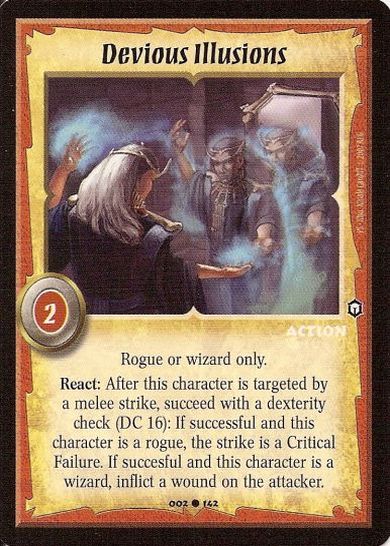 Devious Illusions
2
ACTION
Rogue or wizard only.
React: After this character is targeted by
a melee strike, succeed with a dexterity
check (DC 16): If successful and this
character is a rogue, the strike is a Critical
Failure. If succesful and this character is a
wizard, inflict a wound on the attacker.
002 ● 142